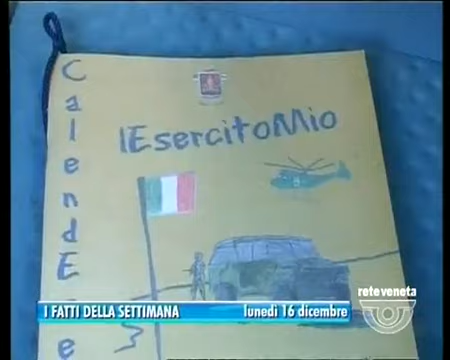 CalendE e
lEsercitoMio
reteveneta
I FATTI DELLA SETTIMANA lunedì 16 dicembre